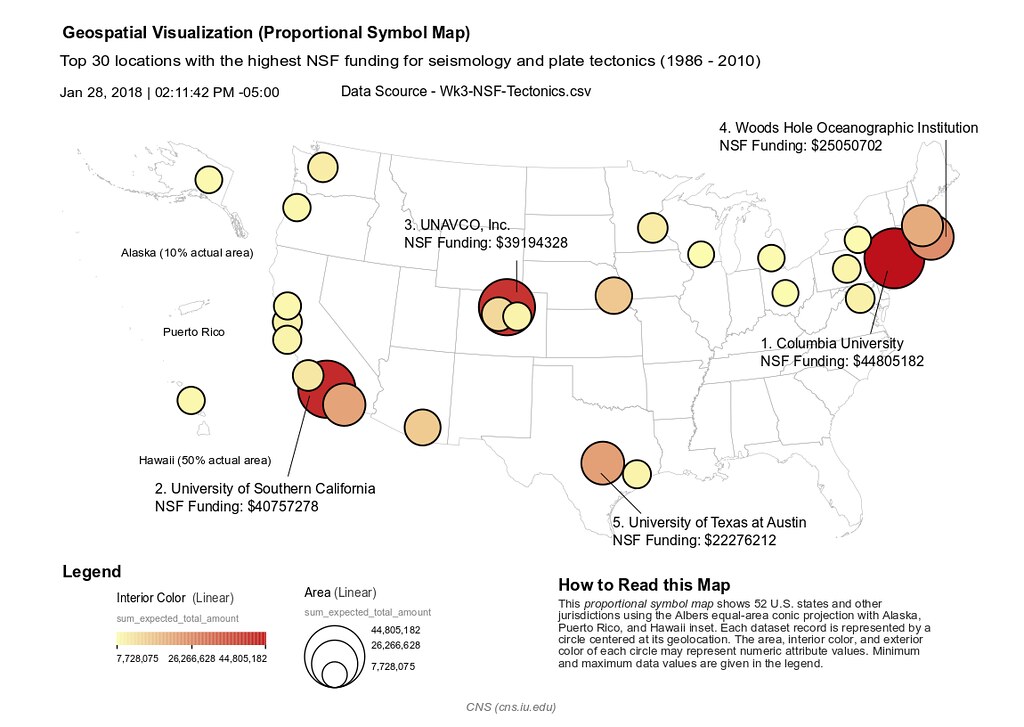 Geospatial Visualization (Proportional Symbol Map)
Top 30 locations with the highest NSF funding for seismology and plate tectonics (1986 - 2010)
Jan 28, 2018 | 02:11:42 PM -05:00
Data Scource - Wk3-NSF-Tectonics.csv
4. Woods Hole Oceanographic Institution
NSF Funding: $25050702
3. UNAVCO, Inc.
NSF Funding: $39194328
Alaska (10% actual area)
Puerto Rico
1. Columbia University
NSF Funding: $44805182
Hawaii (50% actual area)
2. University of Southern California
NSF Funding: $40757278
5. University of Texas at Austin
NSF Funding: $22276212
Legend
Interior Color (Linear)
sum_expected_total_amount
7,728,075 26,266,628 44,805,182
Area (Linear)
sum_expected_total_amount
44,805,182
26,266,628
7,728,075
How to Read this Map
This proportional symbol map shows 52 U.S. states and other
jurisdictions using the Albers equal-area conic projection with Alaska,
Puerto Rico, and Hawaii inset. Each dataset record is represented by a
circle centered at its geolocation. The area, interior color, and exterior
color of each circle may represent numeric attribute values. Minimum
and maximum data values are given in the legend.
CNS (cns.iu.edu)